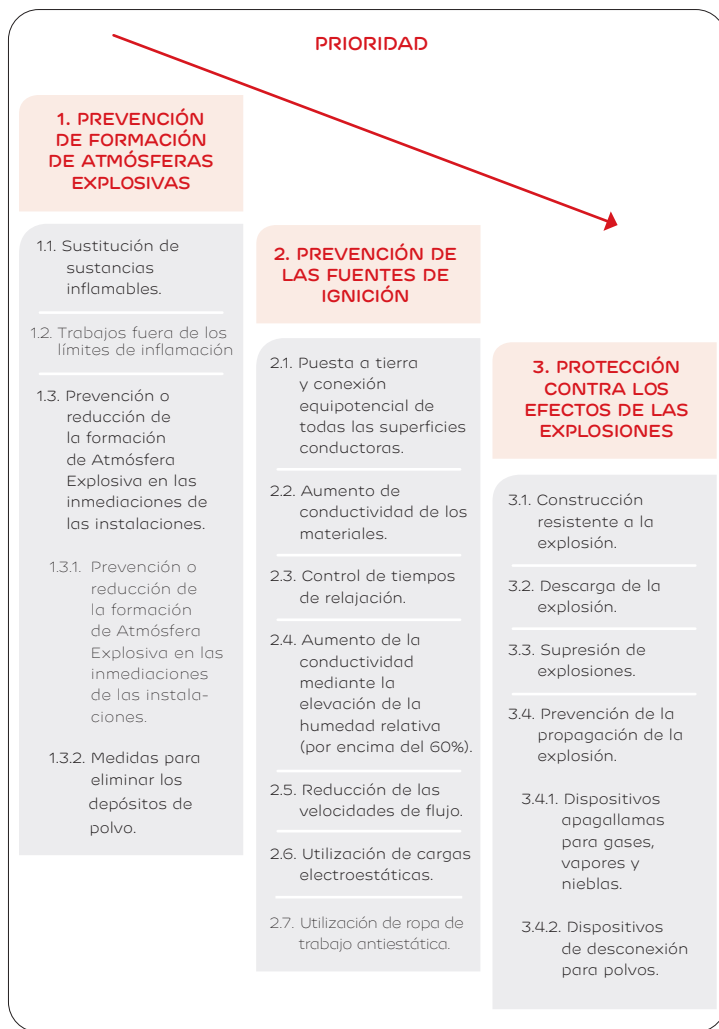 PRIORIDAD
1. PREVENCIÓN
DE FORMACIÓN
DE ATMÓSFERAS
EXPLOSIVAS
1.1. Sustitución de
sustancias
inflamables.
1.2. Trabajos fuera de los
límites de inflamación
1.3. Prevención o
reducción de
la formación
de Atmósfera
Explosiva en las
inmediaciones de
las instalaciones.
1.3.1. Prevención o
reducción de
la formación
de Atmósfera
Explosiva en las
inmediaciones
de las instala-
ciones.
1.3.2. Medidas para
eliminar los
depósitos de
polvo.
2. PREVENCIÓN DE
LAS FUENTES DE
IGNICIÓN
2.1. Puesta a tierra
y conexión
equipotencial de
todas las superficies
conductoras.
2.2. Aumento de
conductividad de los
materiales.
2.3. Control de tiempos
de relajación.
2.4. Aumento de la
conductividad
mediante la
elevación de la
humedad relativa
(por encima del 60%).
2.5. Reducción de las
velocidades de flujo.
2.6. Utilización de cargas
electroestáticas.
2.7. Utilización de ropa de
trabajo antiestática.
3. PROTECCIÓN
CONTRA LOS
EFECTOS DE LAS
EXPLOSIONES
3.1. Construcción
resistente a la
explosión.
3.2. Descarga de la
explosión.
3.3. Supresión de
explosiones.
3.4. Prevención de la
propagación de la
explosión.
3.4.1. Dispositivos
apagallamas
para gases,
vapores y
nieblas.
3.4.2. Dispositivos
de desconexión
para polvos.